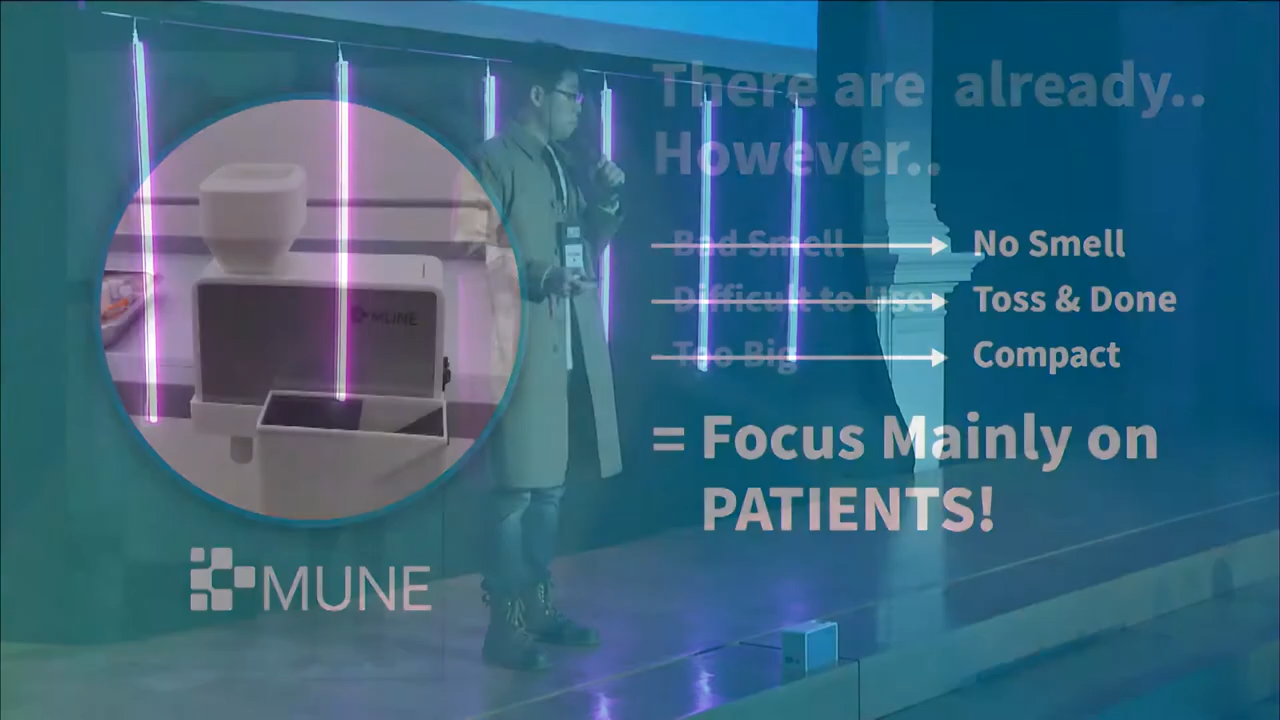 There are already..
However..
Bad Smell
No Smell
Difficult to Use
Toss & Done
Too Big
Compact
= Focus Mainly on
PATIENTS!
MUNE
MUNE